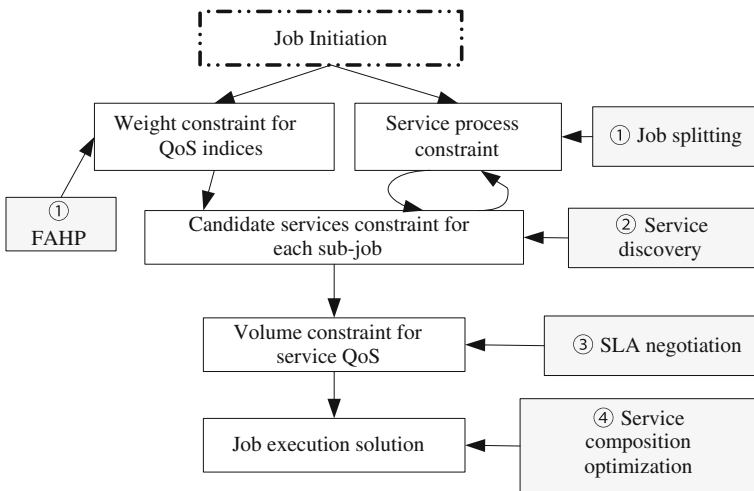 Job Initiation
Weight constraint for
QoS indices
Service process
constraint
① Job splitting
①
FAHP
Candidate services constraint for
each sub-job
② Service
discovery
Volume constraint for
service QoS
③ SLA negotiation
Job execution solution
④ Service
composition
optimization